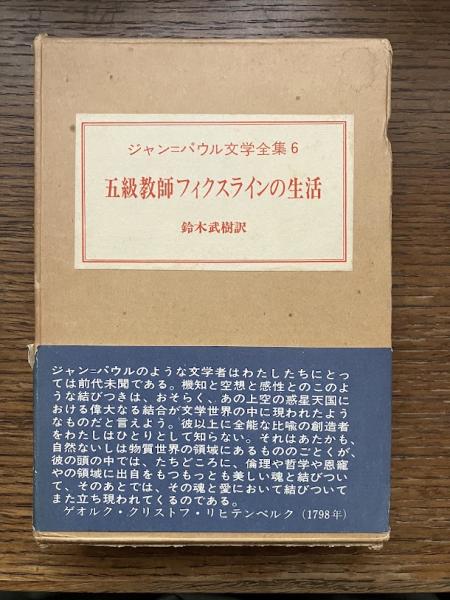 ジャン=パウル文学全集6
五級教師フィクスラインの生活
鈴木武樹訳
ジャン=パウルのような文学者はわたしたちにとっ
ては前代未聞である。機知と空想と感性とのこのよ
うな結びつきは、おそらく、あの上空の惑星天国に
おける偉大なる結合が文学世界の中に現われたよう
なものだと言えよう。彼以上に全能な比喩の創造者
をわたしはひとりとして知らない。それはあたかも、
自然ないしは物質世界の領域にあるもののごとくが、
彼の頭の中では、たちどころに、倫理や哲学や恩寵
やの領域に出自をもつもっとも美しい魂と結びつい
て、そのあとでは、その魂と愛において結びついて
また立ち現われてくるのである。
ゲオルク・クリストフ・リヒテンベルク(1798年)